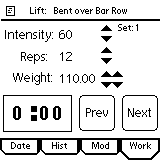 Lift: Bent over Bar Row
Intensity: 60 Set: 1
Reps: 12
Weight: 110.00
0 :00 Prev Next
Date Hist Mod Work